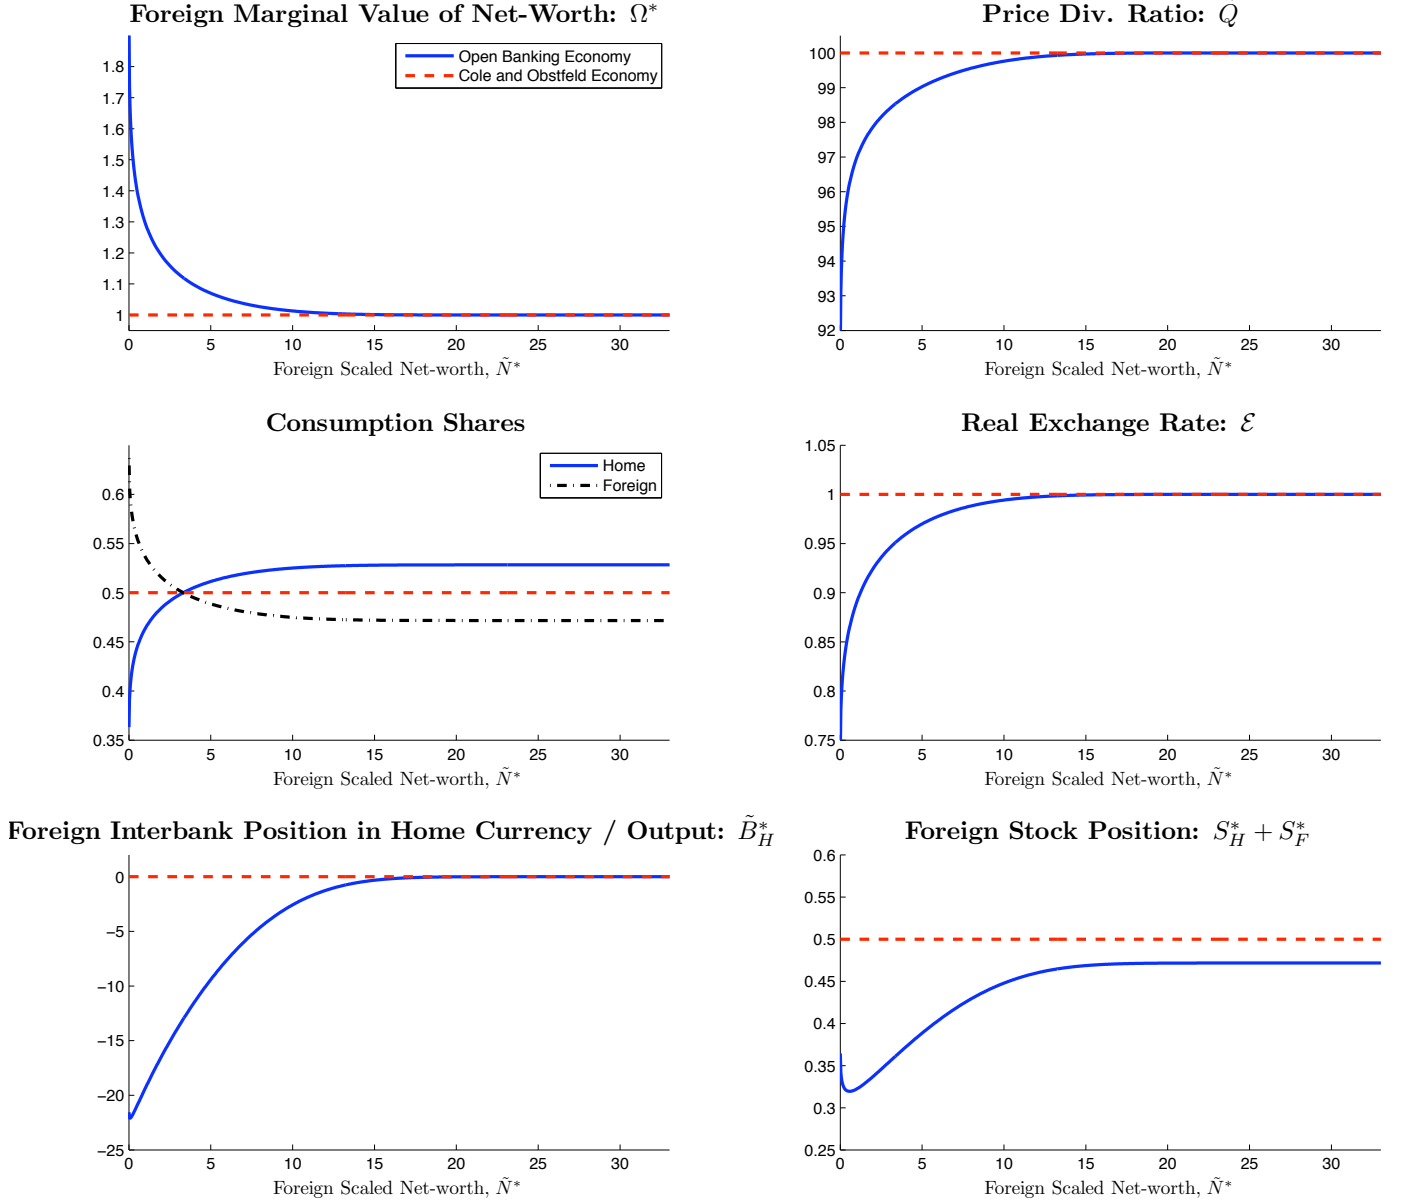 Foreign Marginal Value of Net-Worth: Ω*
1.8
1.7
1.6
1.5
1.4
1.3
1.2
1.1
1
Open Banking Economy
Cole and Obstfeld Economy
0 5 10 15 20 25 30
Foreign Scaled Net-worth, Ñ*
Price Div. Ratio: Q
100
99
98
97
96
95
94
93
92
0 5 10 15 20 25 30
Foreign Scaled Net-worth, Ñ*
Consumption Shares
0.6
0.55
0.5
0.45
0.4
0.35
Home
Foreign
0 5 10 15 20 25 30
Foreign Scaled Net-worth, Ñ*
Real Exchange Rate: ℰ
1.05
1
0.95
0.9
0.85
0.8
0.75
0 5 10 15 20 25 30
Foreign Scaled Net-worth, Ñ*
Foreign Interbank Position in Home Currency / Output: B̃*_H
0
−5
−10
−15
−20
−25
0 5 10 15 20 25 30
Foreign Scaled Net-worth, Ñ*
Foreign Stock Position: S*_H + S*_F
0.6
0.55
0.5
0.45
0.4
0.35
0.3
0.25
0 5 10 15 20 25 30
Foreign Scaled Net-worth, Ñ*